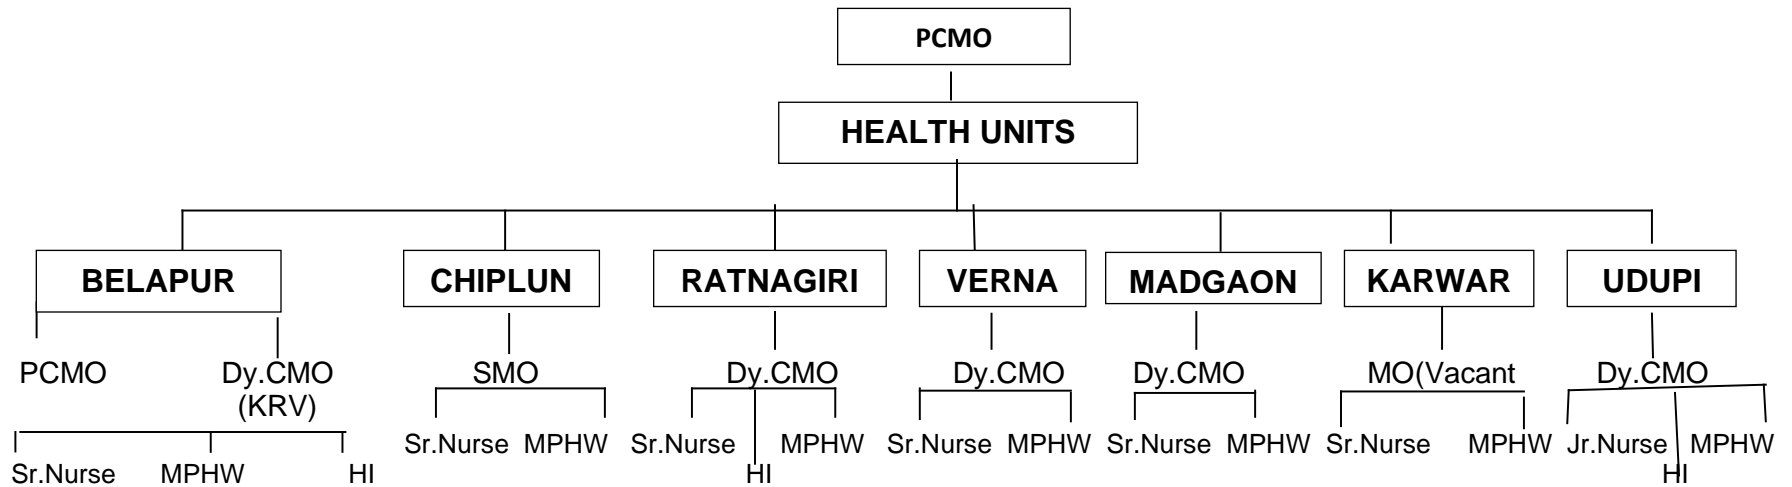 PCMO
HEALTH UNITS
BELAPUR CHIPLUN RATNAGIRI VERNA MADGAON KARWAR UDUPI
PCMO Dy.CMO SMO Dy.CMO Dy.CMO Dy.CMO MO(Vacant Dy.CMO
(KRV)
Sr.Nurse MPHW Sr.Nurse MPHW Sr.Nurse MPHW Sr.Nurse MPHW Sr.Nurse MPHW Jr.Nurse MPHW
Sr.Nurse MPHW HI HI HI